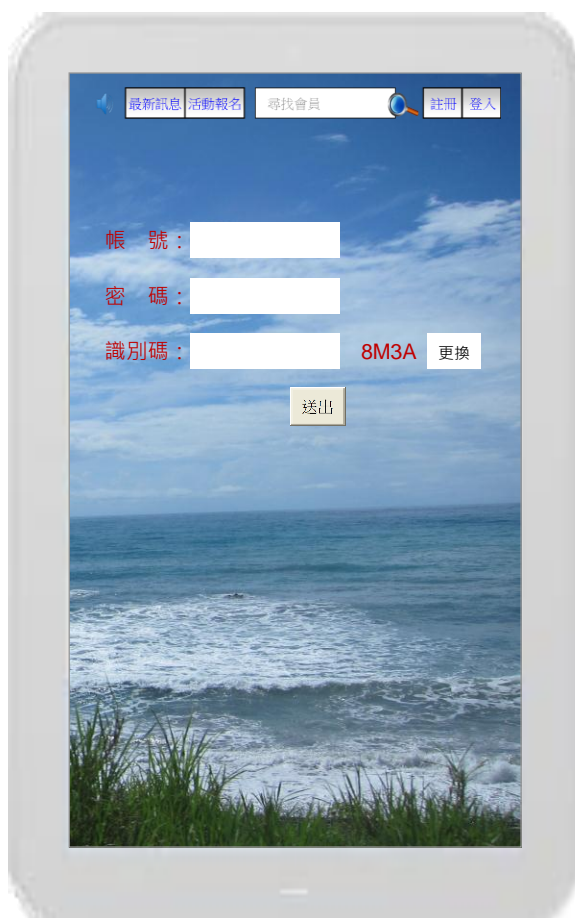 最新訊息 活動報名 尋找會員 註冊 登入
帳　號：
密　碼：
識別碼： 8M3A 更換
送出